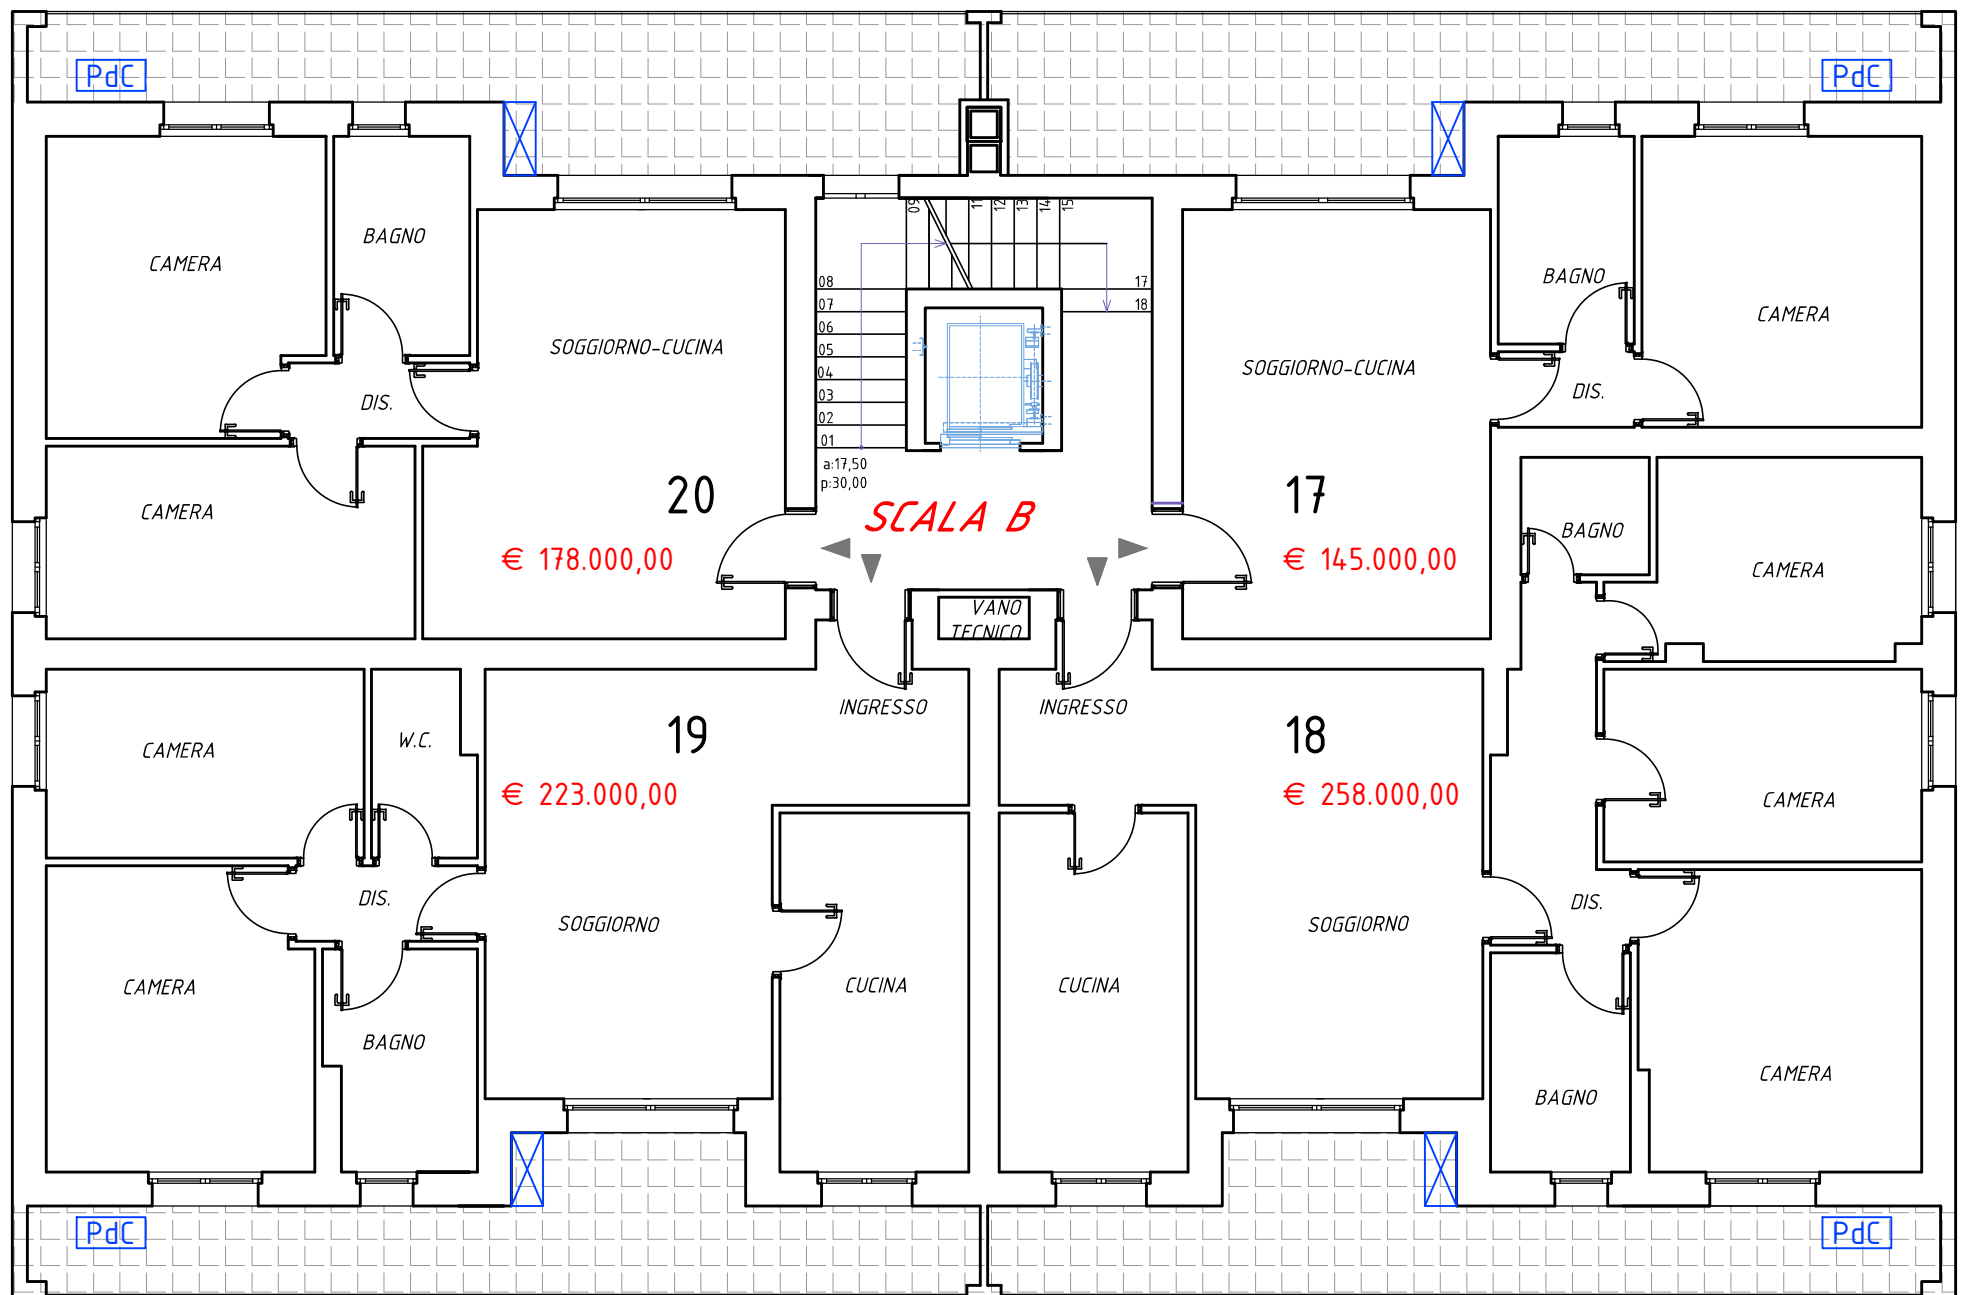 PdC
PdC
BAGNO
CAMERA
BAGNO
CAMERA
SOGGIORNO-CUCINA
SOGGIORNO-CUCINA
DIS.
DIS.
09
11
12
13
14
15
08
07
06
05
04
03
02
01
17
18
a:17,50
p:30,00
CAMERA
20
SCALA B
17
BAGNO
€ 178.000,00
€ 145.000,00
CAMERA
VANO
TECNICO
INGRESSO
INGRESSO
CAMERA
W.C.
19
18
€ 223.000,00
€ 258.000,00
CAMERA
DIS.
DIS.
SOGGIORNO
SOGGIORNO
CAMERA
CUCINA
CUCINA
BAGNO
CAMERA
BAGNO
PdC
PdC